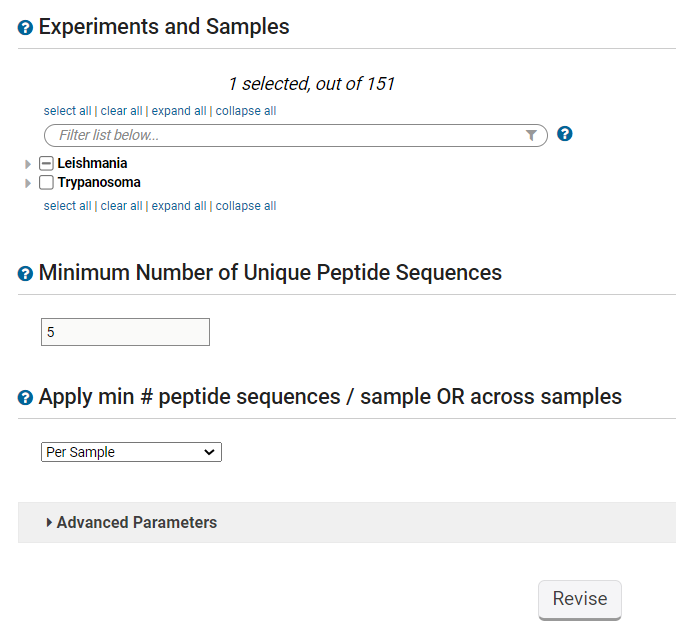 Experiments and Samples
1 selected, out of 151
select all | clear all | expand all | collapse all
Filter list below...
Leishmania
Trypanosoma
select all | clear all | expand all | collapse all
Minimum Number of Unique Peptide Sequences
5
Apply min # peptide sequences / sample OR across samples
Per Sample
Advanced Parameters
Revise